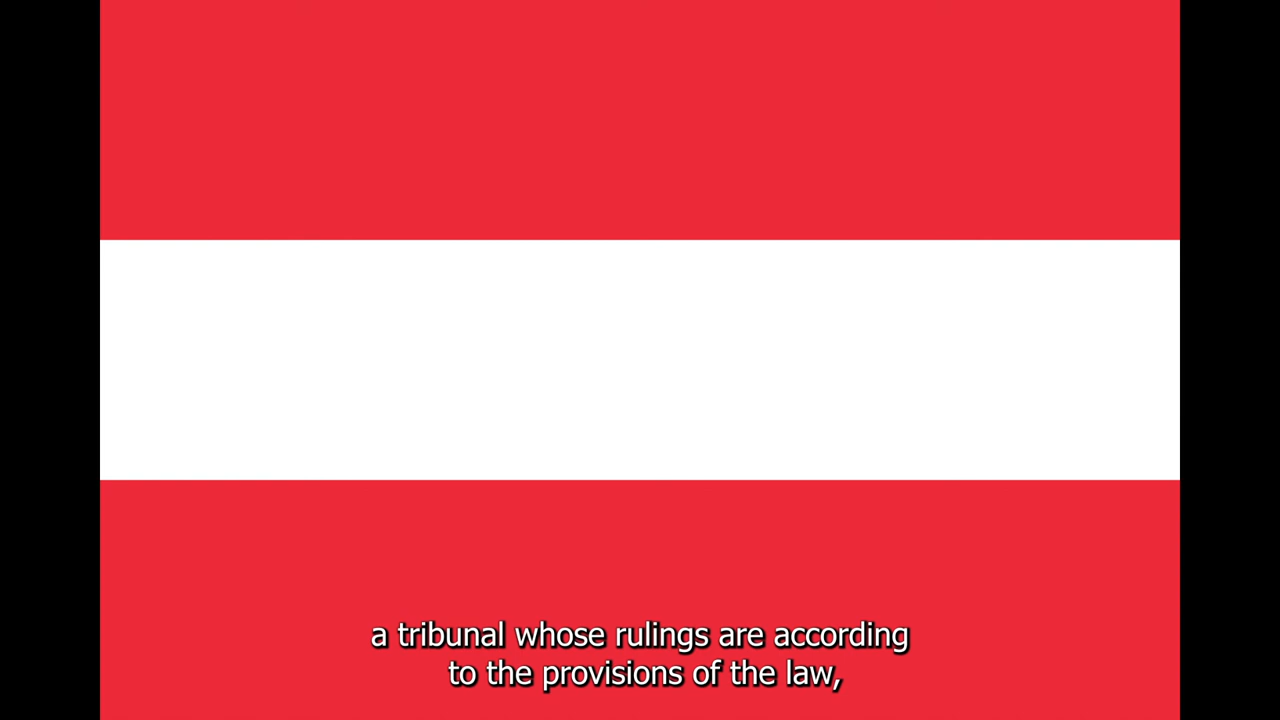 a tribunal whose rulings are according
to the provisions of the law,